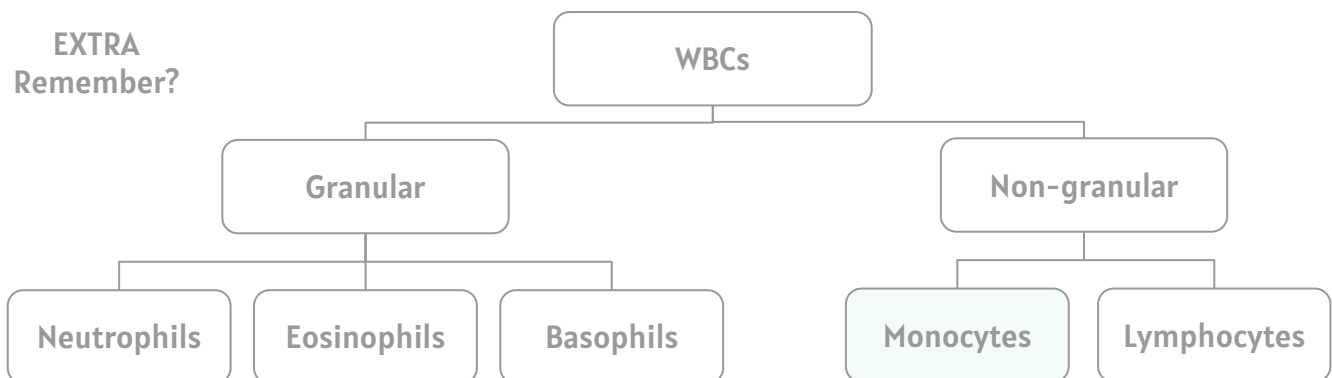 EXTRA
Remember?
WBCs
Granular
Non-granular
Neutrophils
Eosinophils
Basophils
Monocytes
Lymphocytes